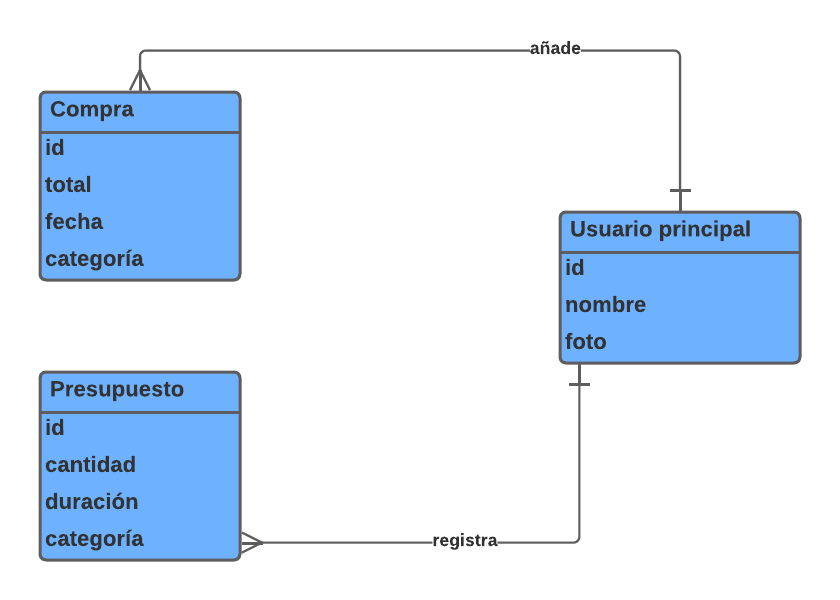 añade
Compra
id
total
fecha
categoría
Usuario principal
id
nombre
foto
Presupuesto
id
cantidad
duración
categoría
registra